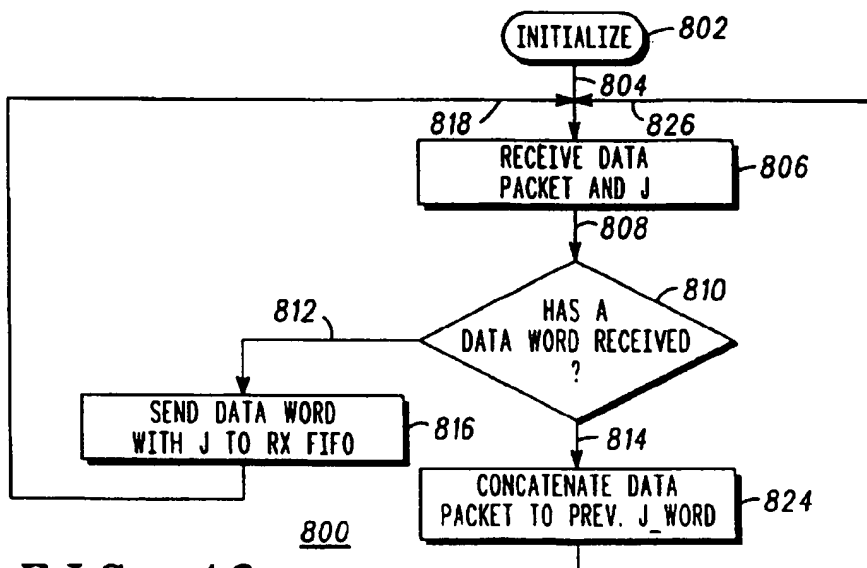 INITIALIZE
802
804
818
826
RECEIVE DATA
PACKET AND J
806
808
HAS A
DATA WORD RECEIVED
?
810
812
SEND DATA WORD
WITH J TO RX FIFO
816
814
CONCATENATE DATA
PACKET TO PREV. J_WORD
824
800